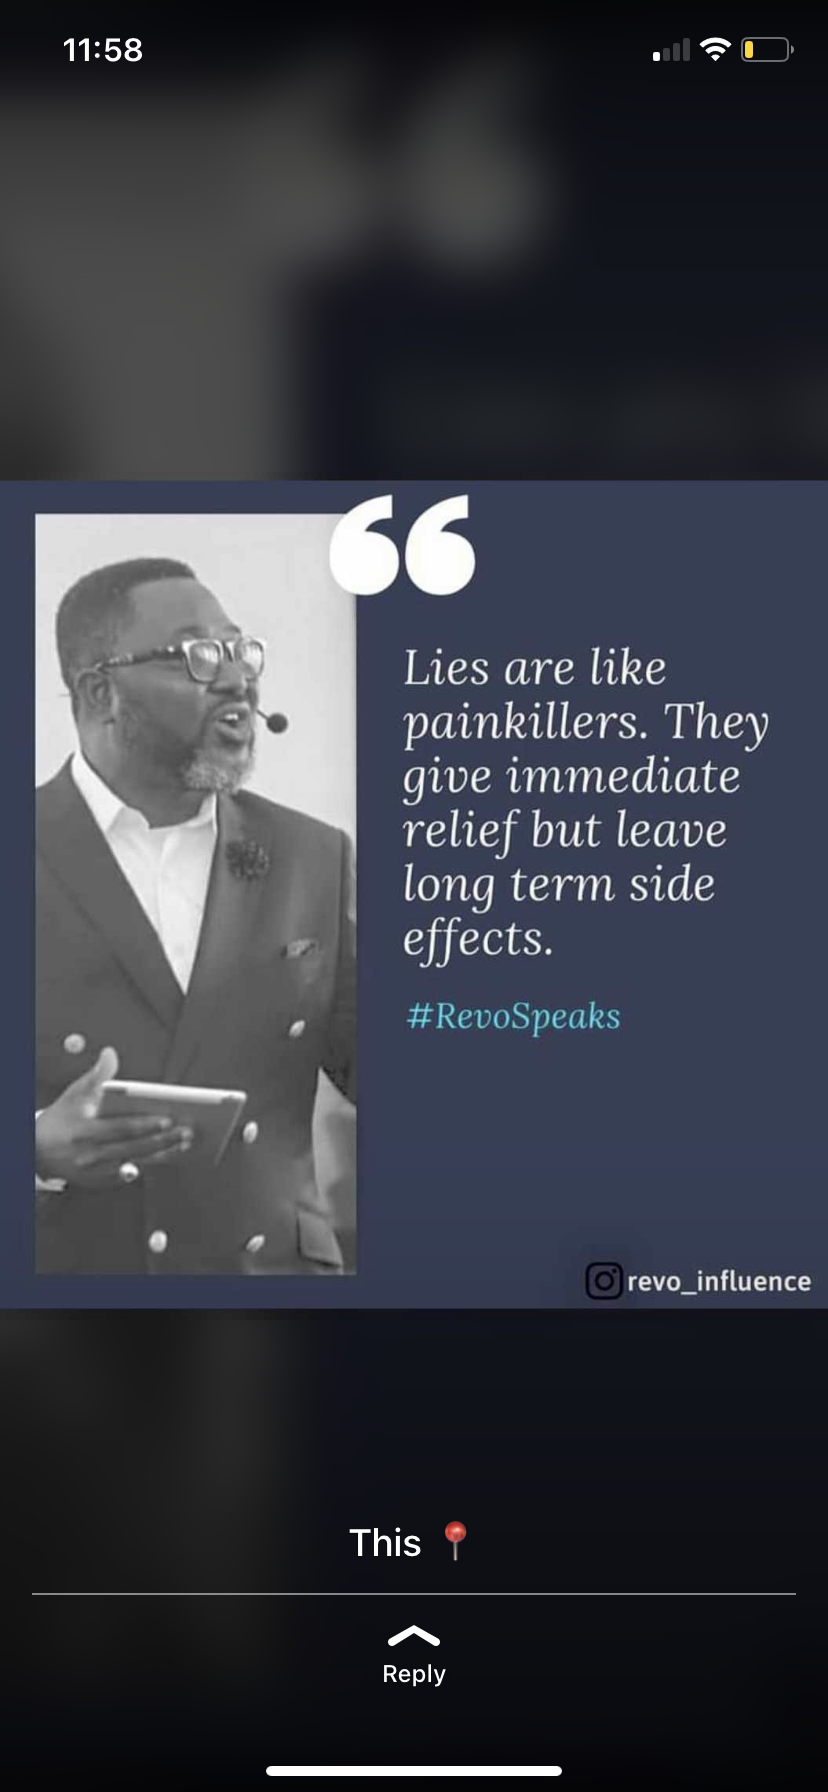 11:58
Lies are like
painkillers. They
give immediate
relief but leave
long term side
effects.
#RevoSpeaks
revo_influence
This 📍
Reply